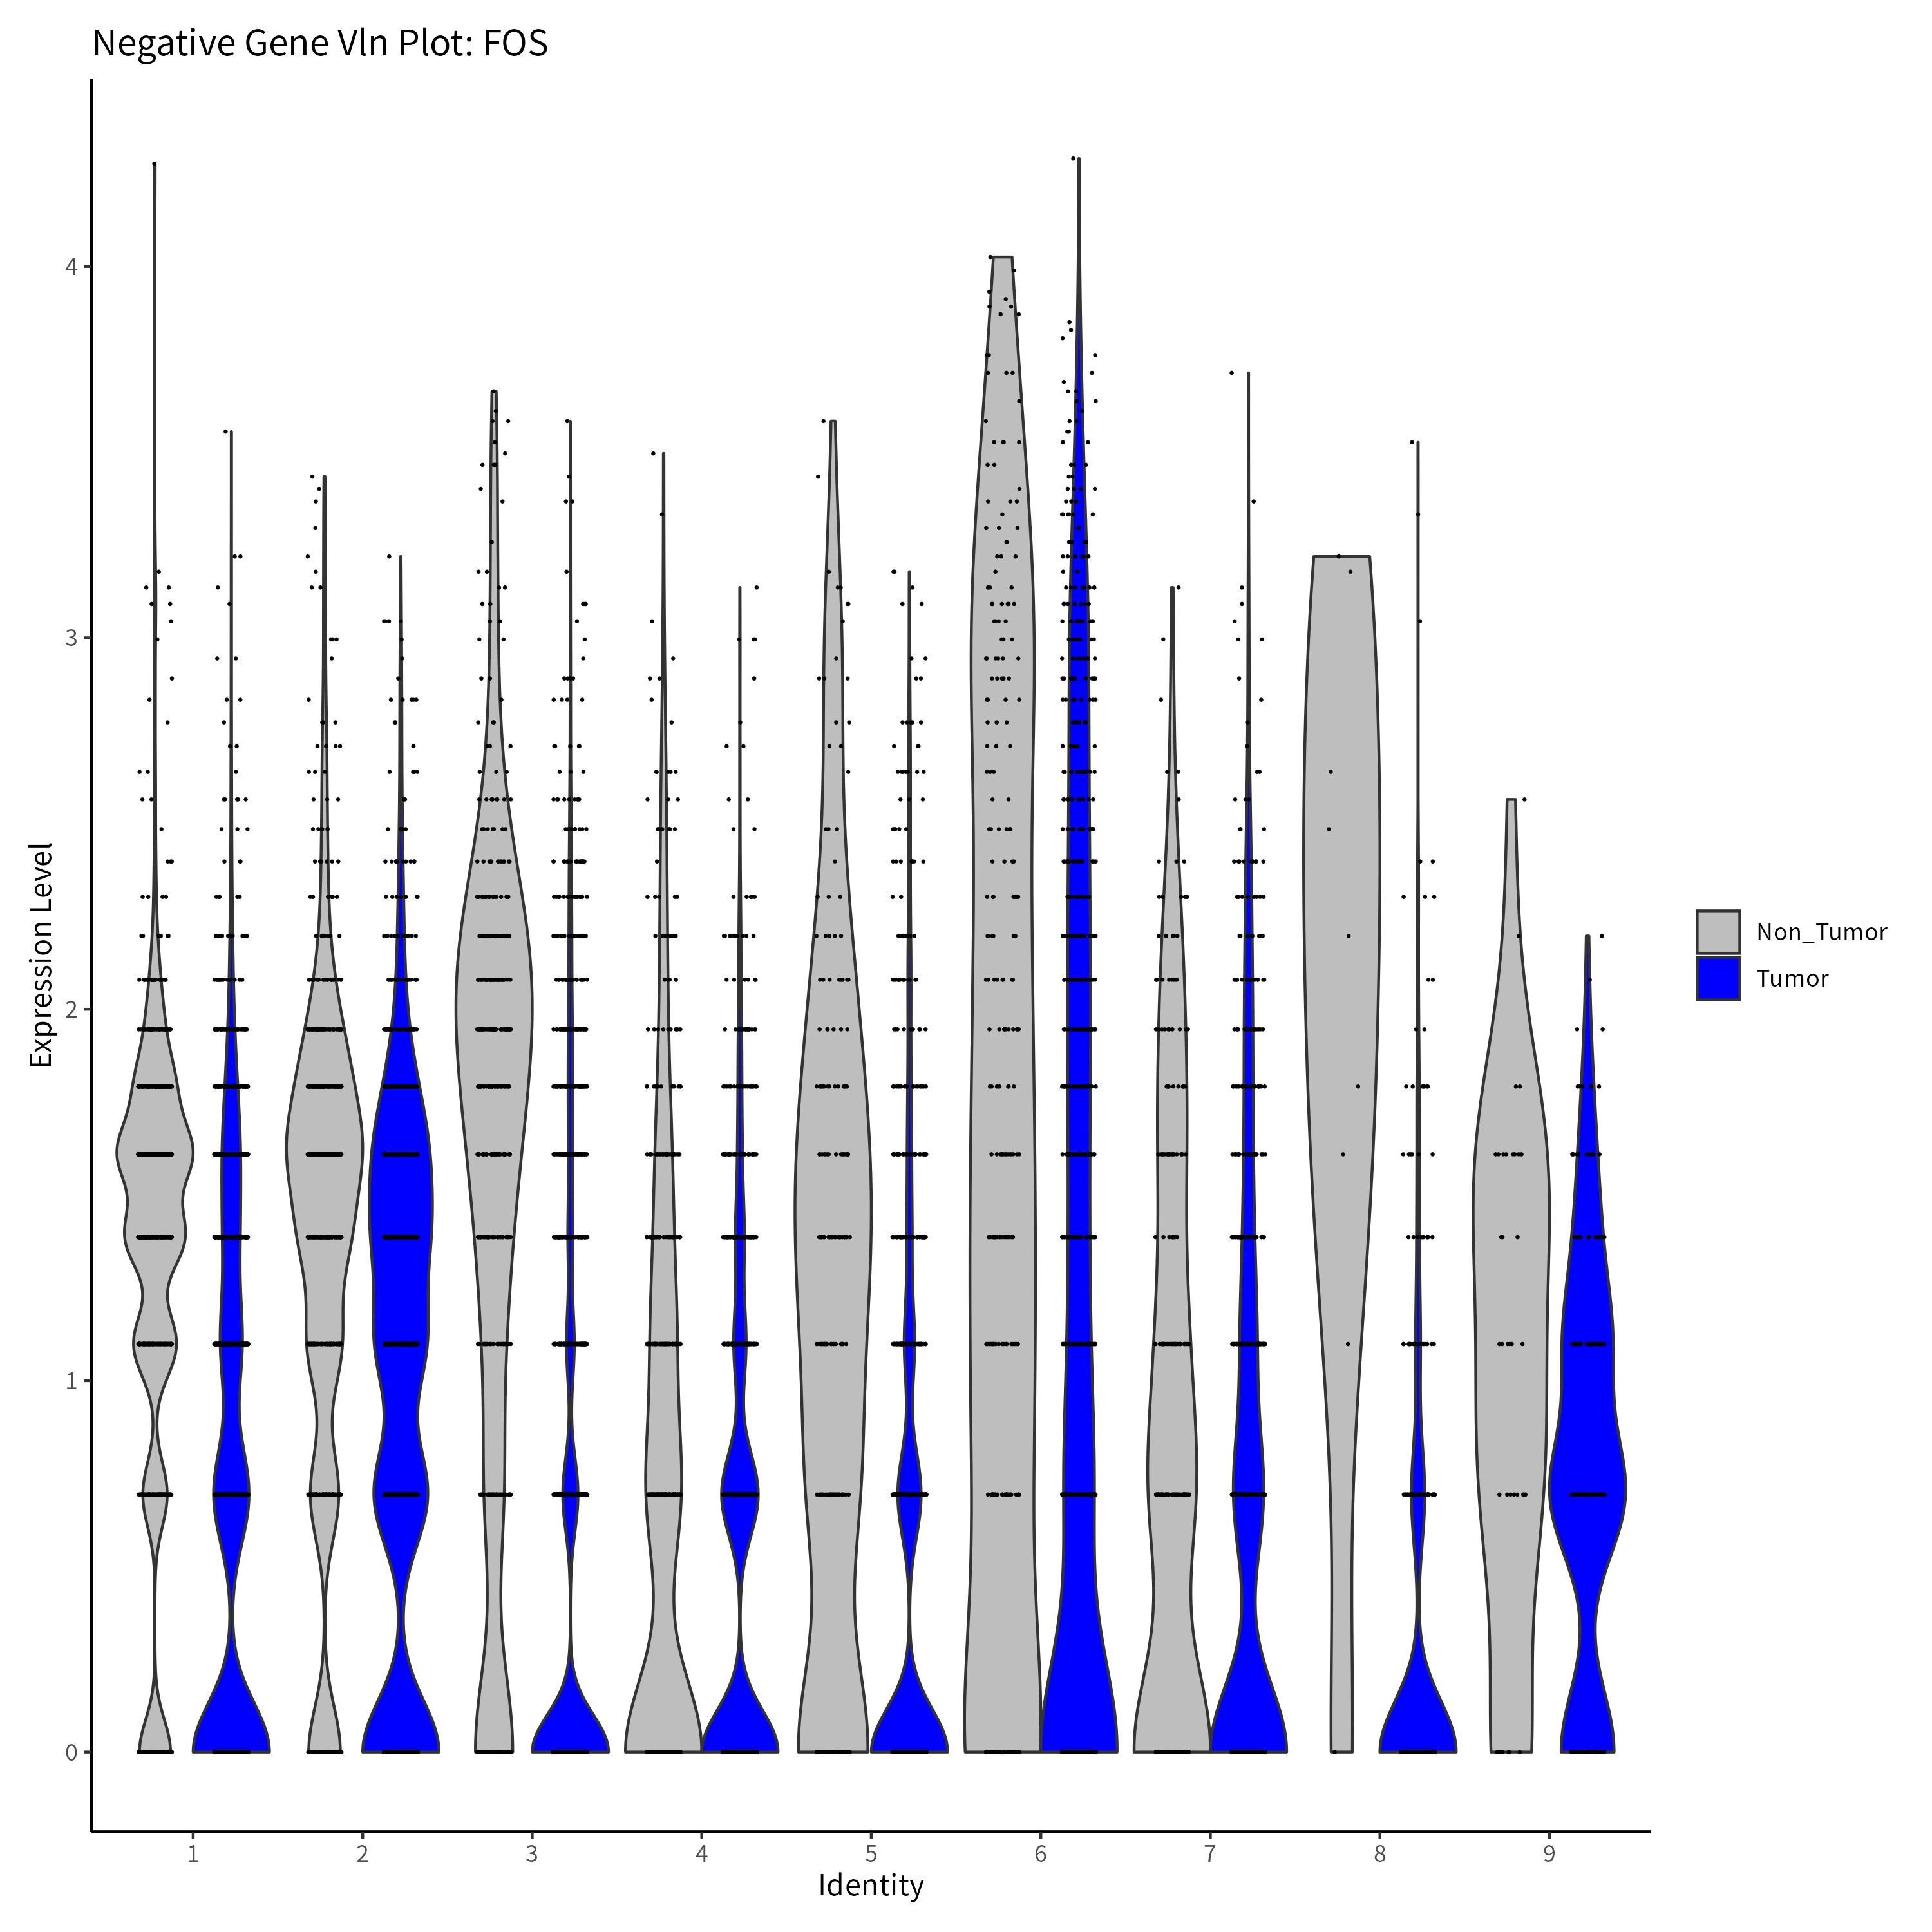 Negative Gene Vln Plot: FOS
Expression Level
4
3
2
1
0
1 2 3 4 5 6 7 8 9
Identity
Non_Tumor
Tumor